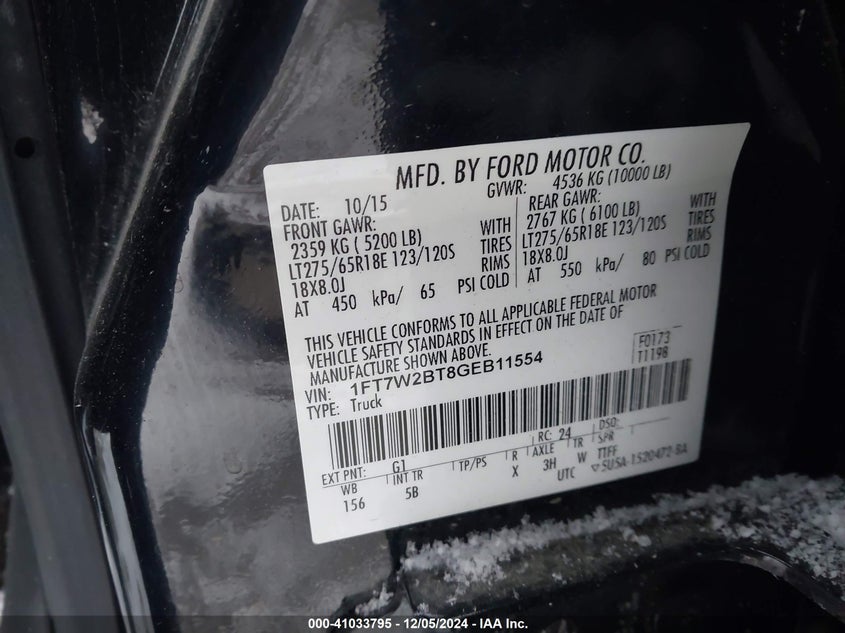 MFD. BY FORD MOTOR CO.
DATE: 10/15 GVWR: 4536 KG (10000 LB)
FRONT GAWR: WITH REAR GAWR: WITH
2359 KG ( 5200 LB) TIRES 2767 KG ( 6100 LB) TIRES
LT275/65R18E 123/120S RIMS LT275/65R18E 123/120S RIMS
18X8.0J 18X8.0J
AT 450 kPa/ 65 PSI COLD AT 550 kPa/ 80 PSI COLD
THIS VEHICLE CONFORMS TO ALL APPLICABLE FEDERAL MOTOR
VEHICLE SAFETY STANDARDS IN EFFECT ON THE DATE OF
MANUFACTURE SHOWN ABOVE.
F0173
T1198
VIN: 1FT7W2BT8GEB11554
TYPE: Truck
EXT PNT: G1 RC: 24 DSO:
WB INT TR TP/PS R AXLE TR SPR
156 5B X 3H W TTFF
UTC
000-41033795 - 12/05/2024 - IAA Inc.